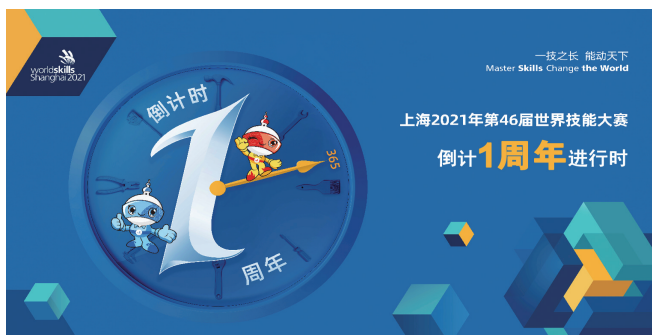 worldskills
Shanghai 2021
一技之长 能动天下
Master Skills Change the World
上海2021年第46届世界技能大赛
倒计1周年进行时
倒计时
1
365
周年